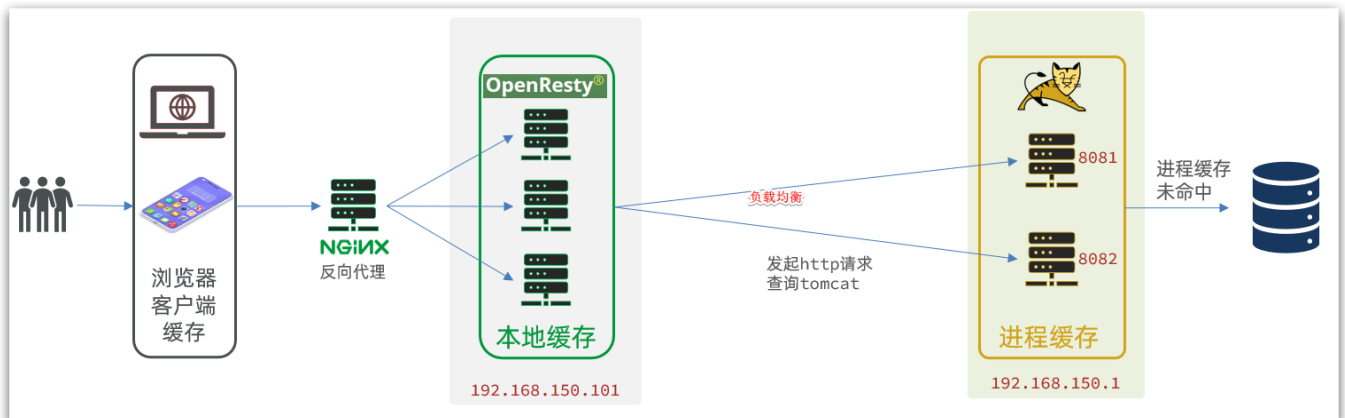 浏览器
客户端
缓存
NGINX
反向代理
OpenResty®
本地缓存
192.168.150.101
负载均衡
发起http请求
查询tomcat
8081
8082
进程缓存
192.168.150.1
进程缓存
未命中